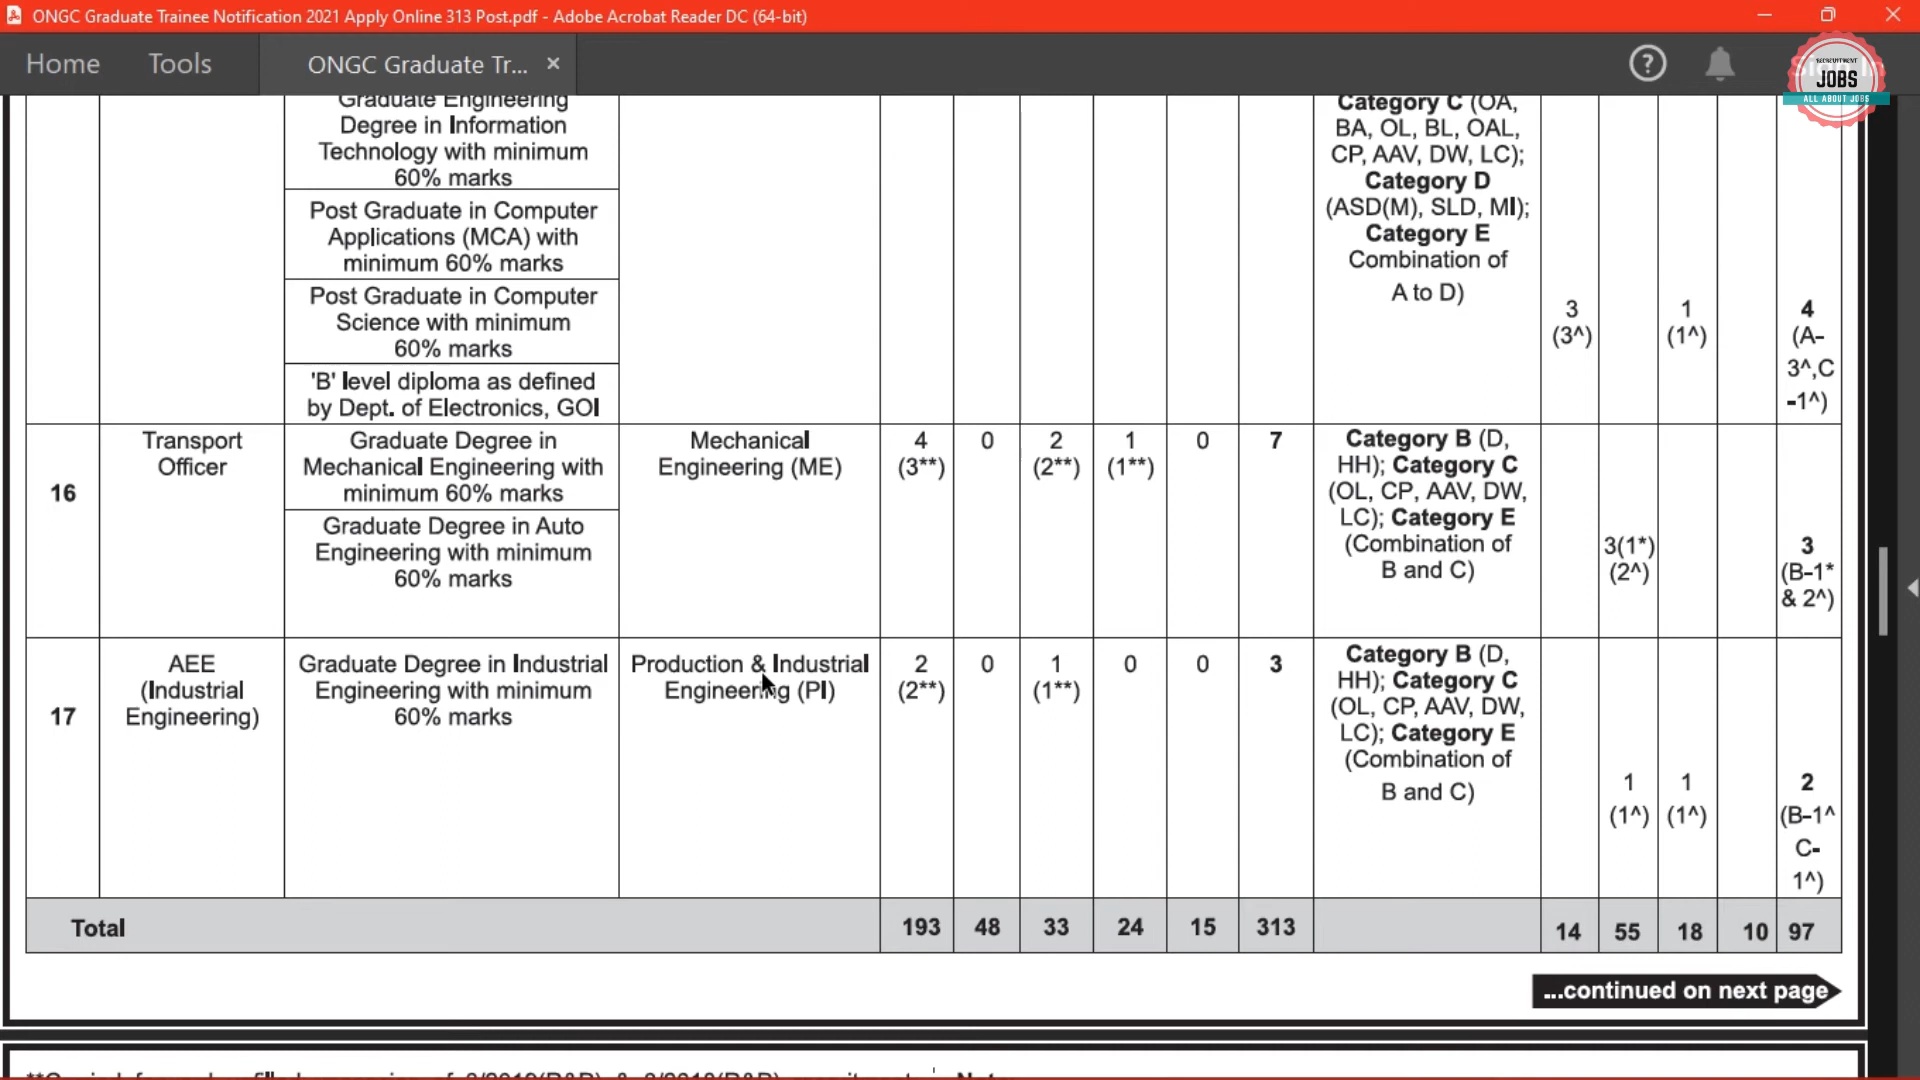 ONGC Graduate Trainee Notification 2021 Apply Online 313 Post.pdf - Adobe Acrobat Reader DC (64-bit)
Home
Tools
ONGC Graduate Tr...
RECRUITMENT
JOBS
ALL ABOUT JOBS
Graduate Engineering
Degree in Information
Technology with minimum
60% marks
Post Graduate in Computer
Applications (MCA) with
minimum 60% marks
Post Graduate in Computer
Science with minimum
60% marks
'B' level diploma as defined
by Dept. of Electronics, GOI
Category C (OA,
BA, OL, BL, OAL,
CP, AAV, DW, LC);
Category D
(ASD(M), SLD, MI);
Category E
Combination of
A to D)
3
(3^)
1
(1^)
4
(A-
3^,C
-1^)
16
Transport
Officer
Graduate Degree in
Mechanical Engineering with
minimum 60% marks
Graduate Degree in Auto
Engineering with minimum
60% marks
Mechanical
Engineering (ME)
4
(3**)
0
2
(2**)
1
(1**)
0
7
Category B (D,
HH); Category C
(OL, CP, AAV, DW,
LC); Category E
(Combination of
B and C)
3(1*)
(2^)
3
(B-1*
& 2^)
17
AEE
(Industrial
Engineering)
Graduate Degree in Industrial
Engineering with minimum
60% marks
Production & Industrial
Engineering (PI)
2
(2**)
0
1
(1**)
0
0
3
Category B (D,
HH); Category C
(OL, CP, AAV, DW,
LC); Category E
(Combination of
B and C)
1
(1^)
1
(1^)
2
(B-1^
C-
1^)
Total 193 48 33 24 15 313 14 55 18 10 97
...continued on next page